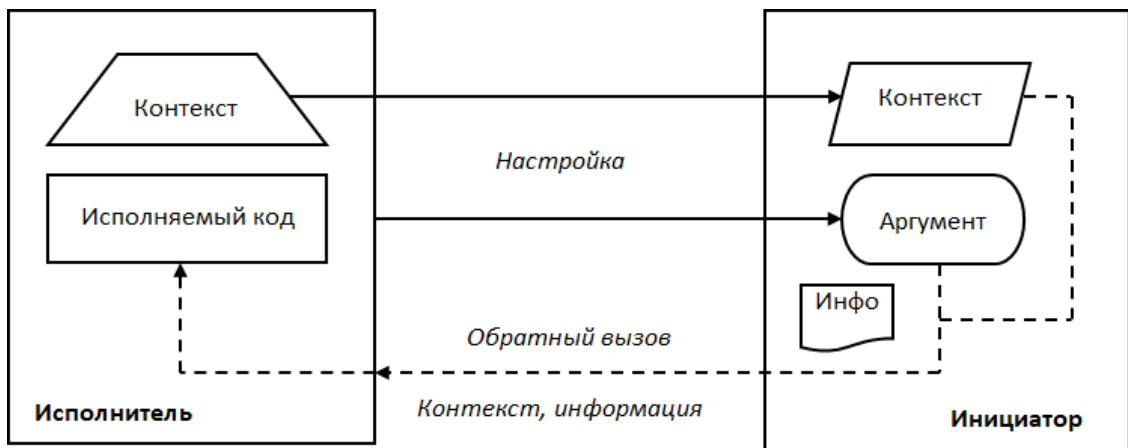 Контекст
Контекст
Настройка
Исполняемый код
Аргумент
Инфо
Обратный вызов
Контекст, информация
Исполнитель
Инициатор